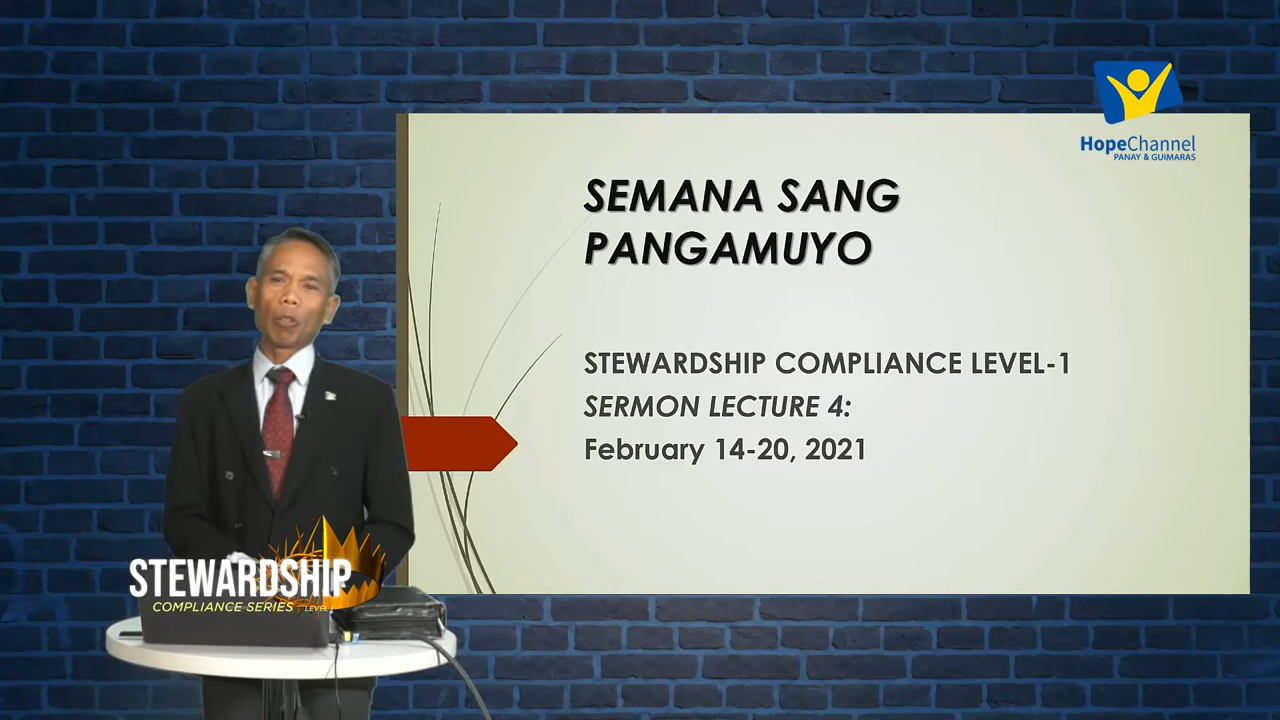 HopeChannel
PANAY & GUIMARAS
SEMANA SANG
PANGAMUYO
STEWARDSHIP COMPLIANCE LEVEL-1
SERMON LECTURE 4:
February 14-20, 2021
STEWARDSHIP
COMPLIANCE SERIES LEVEL I